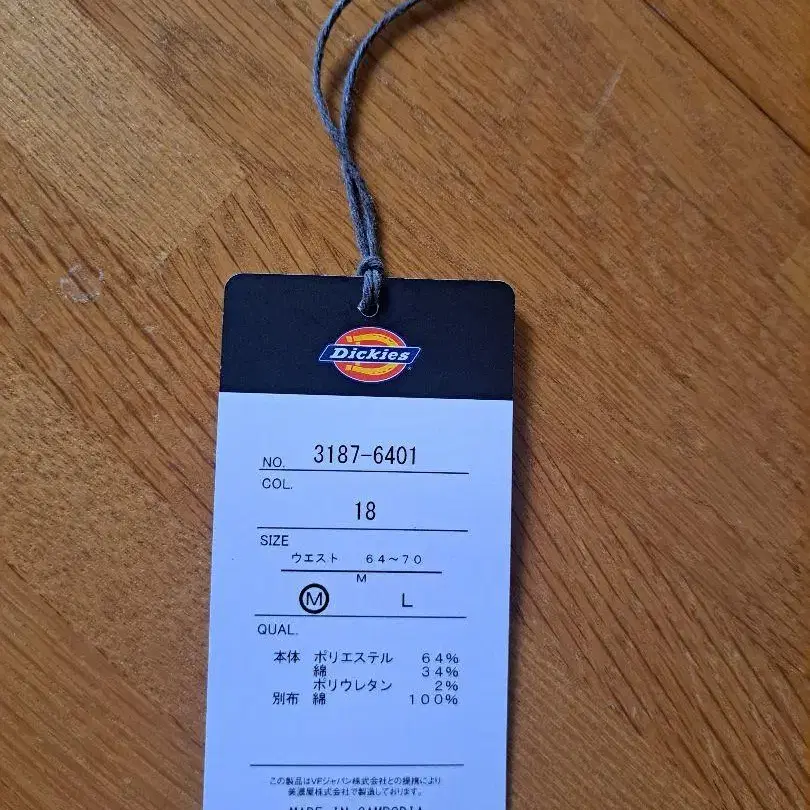 Dickies
NO. 3187-6401
COL.
18
SIZE
ウエスト 64～70
M
M L
QUAL.
本体 ポリエステル 64%
綿 34%
ポリウレタン 2%
別布 綿 100%
この製品はVFジャパン株式会社との提携により
美濃屋株式会社で製造しております。
MADE IN CAMBODIA